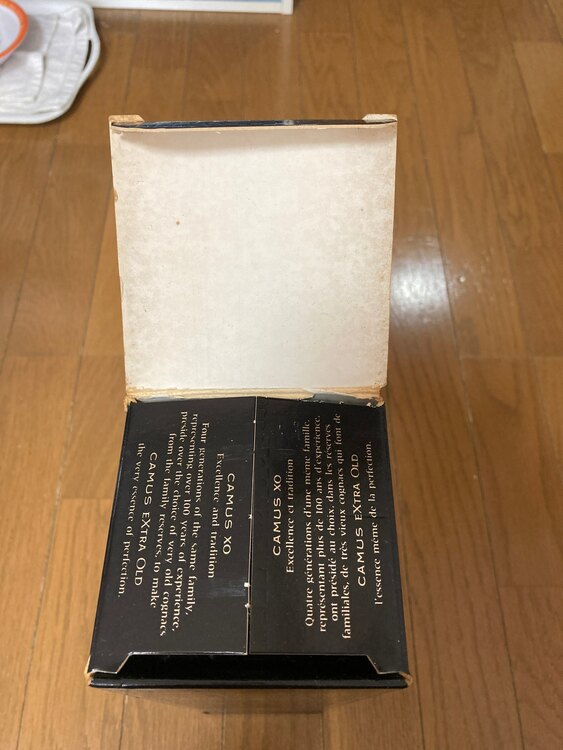 CAMUS XO
Excellence and tradition
Four generations of the same family,
representing over 100 years of experience,
preside over the choice of very old cognacs
from the family reserves, to make
CAMUS EXTRA OLD
the very essence of perfection.
CAMUS XO
Excellence et tradition
Quatre générations d'une même famille,
représentant plus de 100 ans d'expérience,
ont présidé au choix, dans les réserves
familiales, de très vieux cognacs qui font de
CAMUS EXTRA OLD
l'essence même de la perfection.